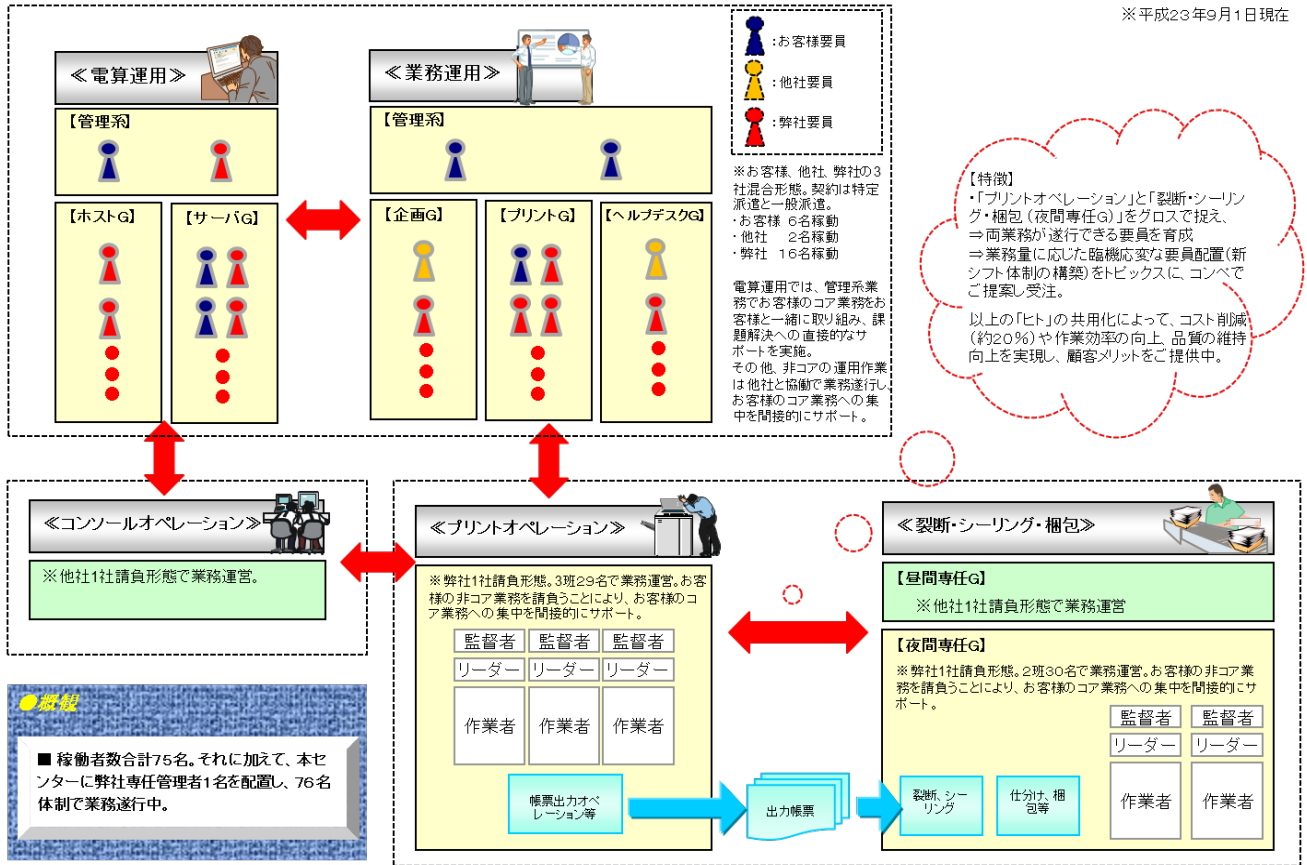 ※平成23年9月1日現在
≪電算運用≫
≪業務運用≫
:お客様要員
:他社要員
:弊社要員
【管理系】
【管理系】
【ホストG】
【サーバG】
【企画G】
【プリントG】
【ヘルプデスクG】
※お客様、他社、弊社の3
社混合形態。契約は特定
派遣と一般派遣。
・お客様 6名稼動
・他社 2名稼動
・弊社 16名稼動
電算運用では、管理系業
務でお客様のコア業務をお
客様と一緒に取り組み、課
題解決への直接的なサ
ポートを実施。
その他、非コアの運用作業
は他社と協働で業務遂行し、
お客様のコア業務への集
中を間接的にサポート。
【特徴】
・「プリントオペレーション」と「裂断・シーリン
グ・梱包(夜間専任G)」をグロスで捉え、
⇒両業務が遂行できる要員を育成
⇒業務量に応じた臨機応変な要員配置(新
シフト体制の構築)をトピックスに、コンペで
ご提案し受注。
以上の「ヒト」の共用化によって、コスト削減
(約20%)や作業効率の向上、品質の維持
向上を実現し、顧客メリットをご提供中。
≪コンソールオペレーション≫
※他社1社請負形態で業務運営。
≪プリントオペレーション≫
※弊社1社請負形態。3班29名で業務運営。お客
様の非コア業務を請負うことにより、お客様のコ
ア業務への集中を間接的にサポート。
監督者 監督者 監督者
リーダー リーダー リーダー
作業者 作業者 作業者
帳票出力オペ
レーション等
出力帳票
≪裂断・シーリング・梱包≫
【昼間専任G】
※他社1社請負形態で業務運営
【夜間専任G】
※弊社1社請負形態。2班30名で業務運営。お客様の非コア業
務を請負うことにより、お客様のコア業務への集中を間接的にサ
ポート。
監督者 監督者
リーダー リーダー
作業者 作業者
裂断、シー
リング
仕分け、梱
包等
●概観
■ 稼働者数合計75名。それに加えて、本セ
ンターに弊社専任管理者1名を配置し、76名
体制で業務遂行中。